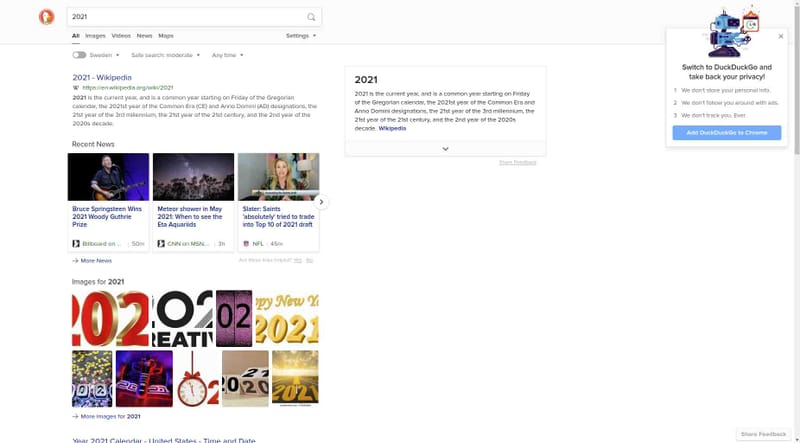 2021
All Images Videos News Maps Settings
Sweden Safe search: moderate Any time
2021 - Wikipedia
W https://en.wikipedia.org/wiki/2021
2021 is the current year, and is a common year starting on Friday of the Gregorian
calendar, the 2021st year of the Common Era (CE) and Anno Domini (AD) designations, the
21st year of the 3rd millennium, the 21st year of the 21st century, and the 2nd year of the
2020s decade.
Recent News
Bruce Springsteen Wins
2021 Woody Guthrie
Prize
Billboard on ... 50m
Meteor shower in May
2021: When to see the
Eta Aquariids
CNN on MSN... 3h
Slater: Saints
'absolutely' tried to trade
into Top 10 of 2021 draft
NFL 45m
→ More News
Are these links helpful? Yes No
Images for 2021
202
202
REATIV
02
ppy New Y
2021
2021
→ More Images for 2021
Year 2021 Calendar - United States - Time and Date
2021
2021 is the current year, and is a common year starting on Friday of the
Gregorian calendar, the 2021st year of the Common Era and
Anno Domini designations, the 21st year of the 3rd millennium, the
21st year of the 21st century, and the 2nd year of the 2020s
decade. Wikipedia
Share Feedback
Switch to DuckDuckGo and
take back your privacy!
1 We don't store your personal info.
2 We don't follow you around with ads.
3 We don't track you. Ever.
Add DuckDuckGo to Chrome
Share Feedback